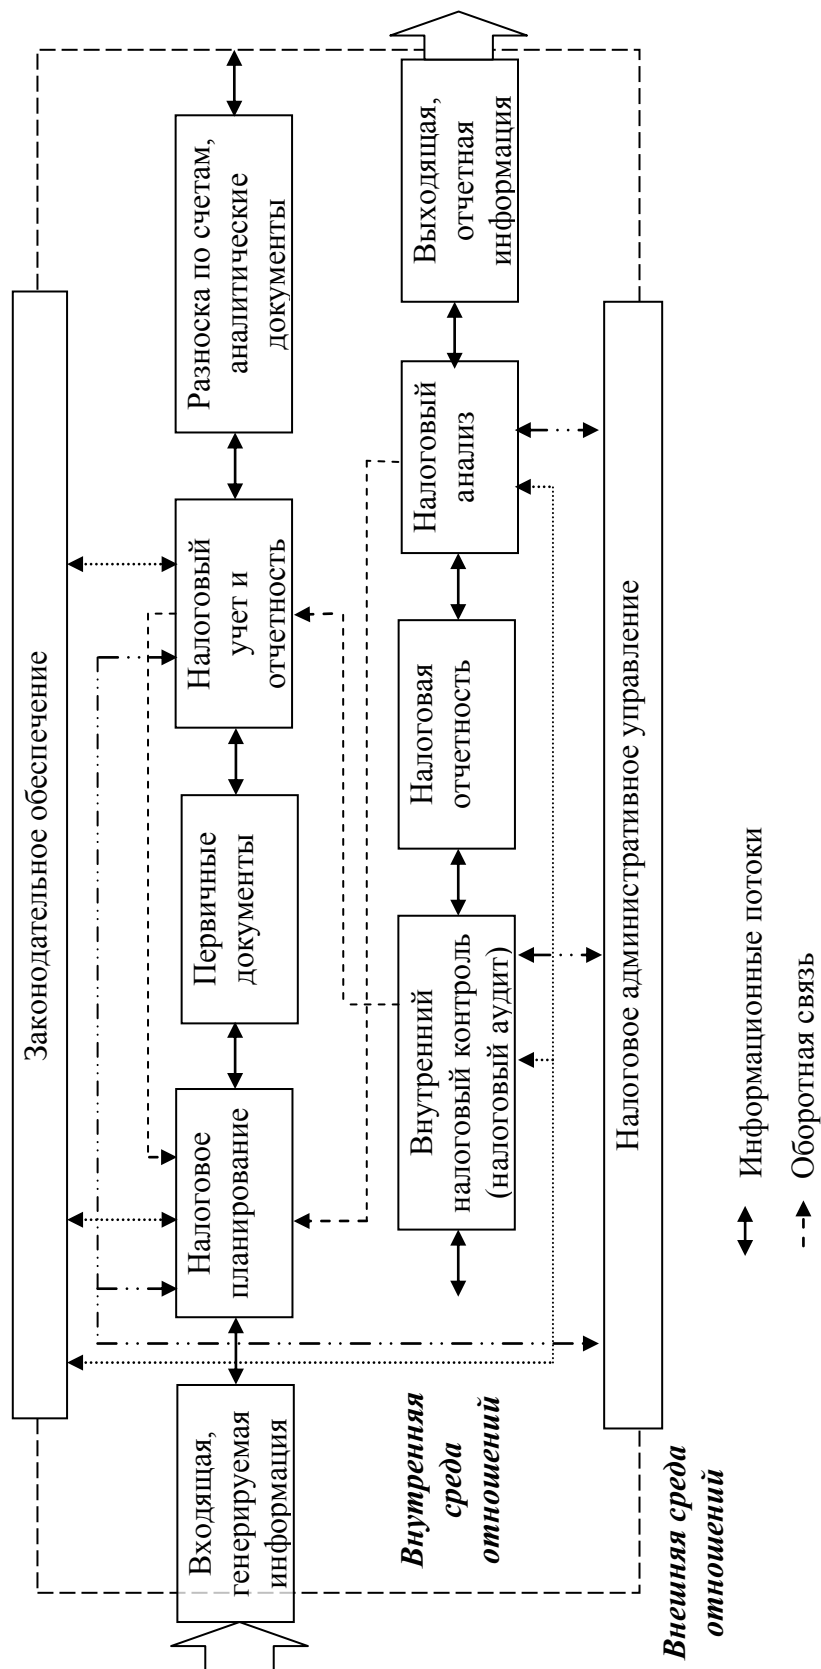 Законодательное обеспечение
Входящая,
генерируемая
информация
Налоговое
планирование
Первичные
документы
Налоговый
учет и
отчетность
Разноска по счетам,
аналитические
документы
Внутренняя
среда
отношений
Внутренний
налоговый контроль
(налоговый аудит)
Налоговая
отчетность
Налоговый
анализ
Выходящая,
отчетная
информация
Налоговое административное управление
Внешняя среда
отношений
Информационные потоки
Оборотная связь